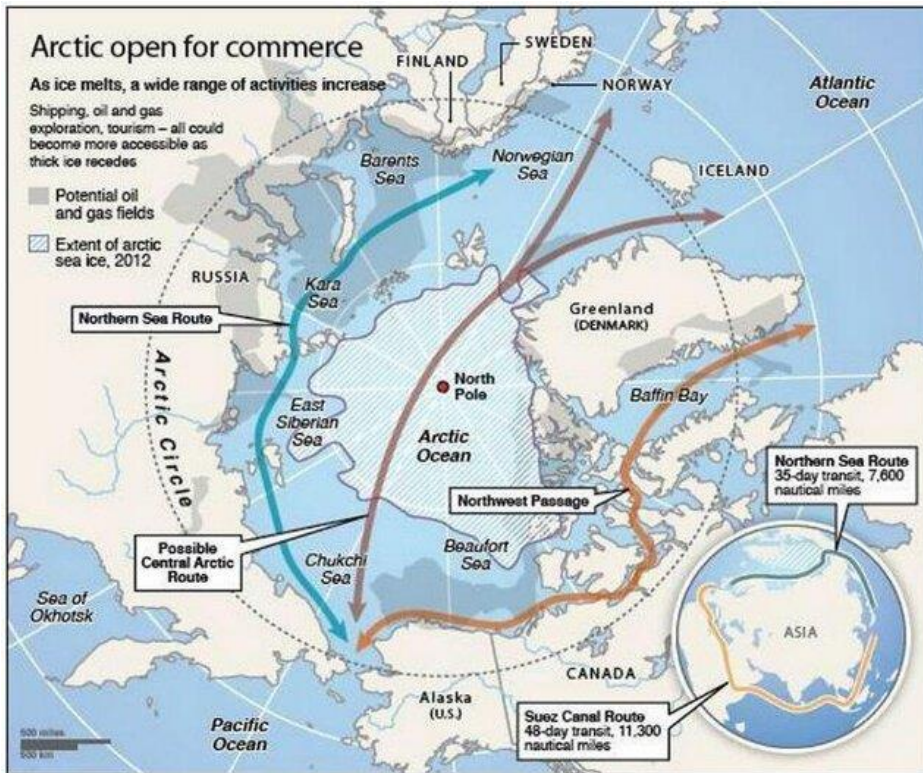 Arctic open for commerce
As ice melts, a wide range of activities increase
Shipping, oil and gas
exploration, tourism – all could
become more accessible as
thick ice recedes
Potential oil
and gas fields
Extent of arctic
sea ice, 2012
FINLAND
SWEDEN
NORWAY
Atlantic
Ocean
Barents
Sea
Norwegian
Sea
ICELAND
RUSSIA
Kara
Sea
Northern Sea Route
Greenland
(DENMARK)
North
Pole
Baffin Bay
Arctic Circle
East
Siberian
Sea
Arctic
Ocean
Northern Sea Route
35-day transit, 7,600
nautical miles
Northwest Passage
Possible
Central Arctic
Route
Chukchi
Sea
Beaufort
Sea
Sea of
Okhotsk
ASIA
CANADA
Alaska
(U.S.)
Suez Canal Route
48-day transit, 11,300
nautical miles
Pacific
Ocean
500 miles
500 km